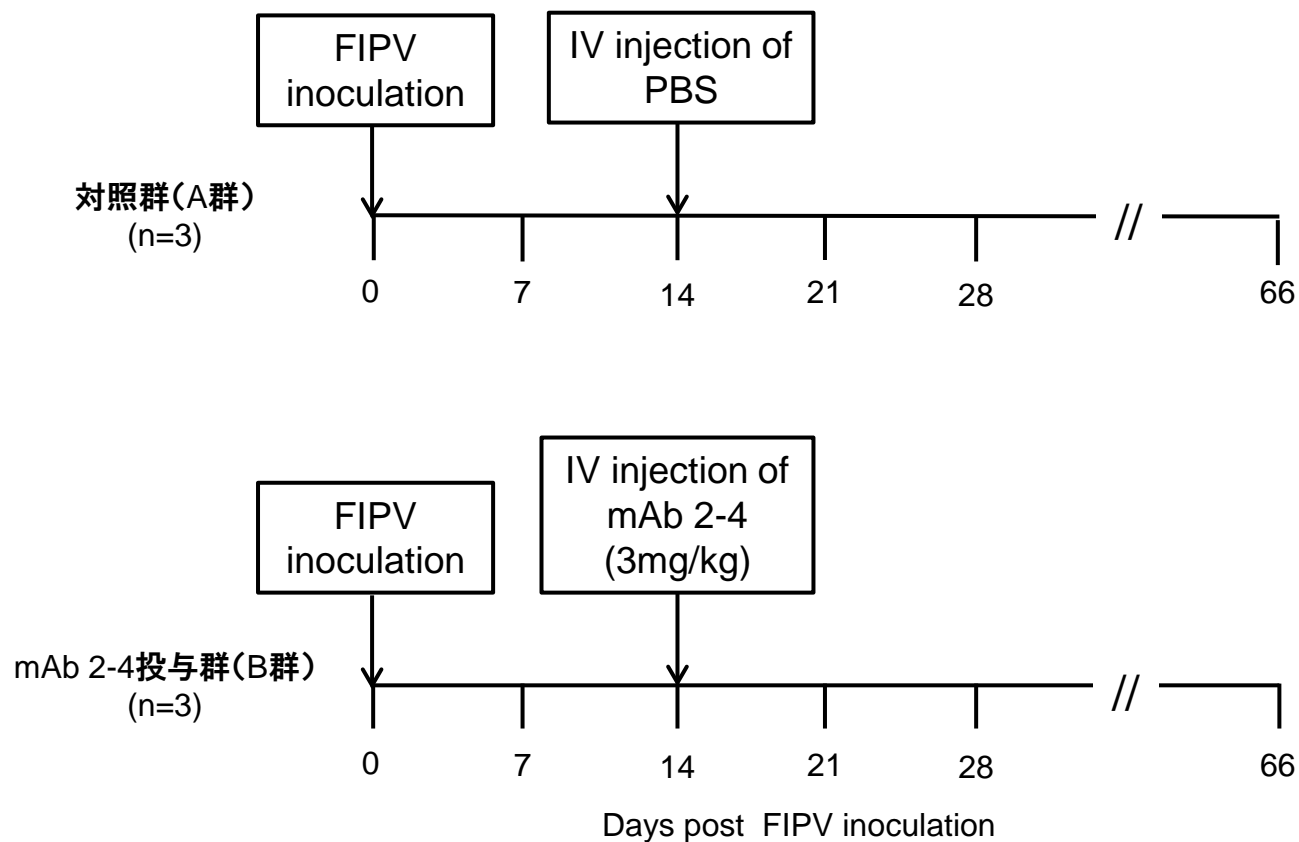 FIPV
inoculation
IV injection of
PBS
対照群（A群）
(n=3)
//
0
7
14
21
28
66
FIPV
inoculation
IV injection of
mAb 2-4
(3mg/kg)
mAb 2-4投与群（B群）
(n=3)
//
0
7
14
21
28
66
Days post FIPV inoculation